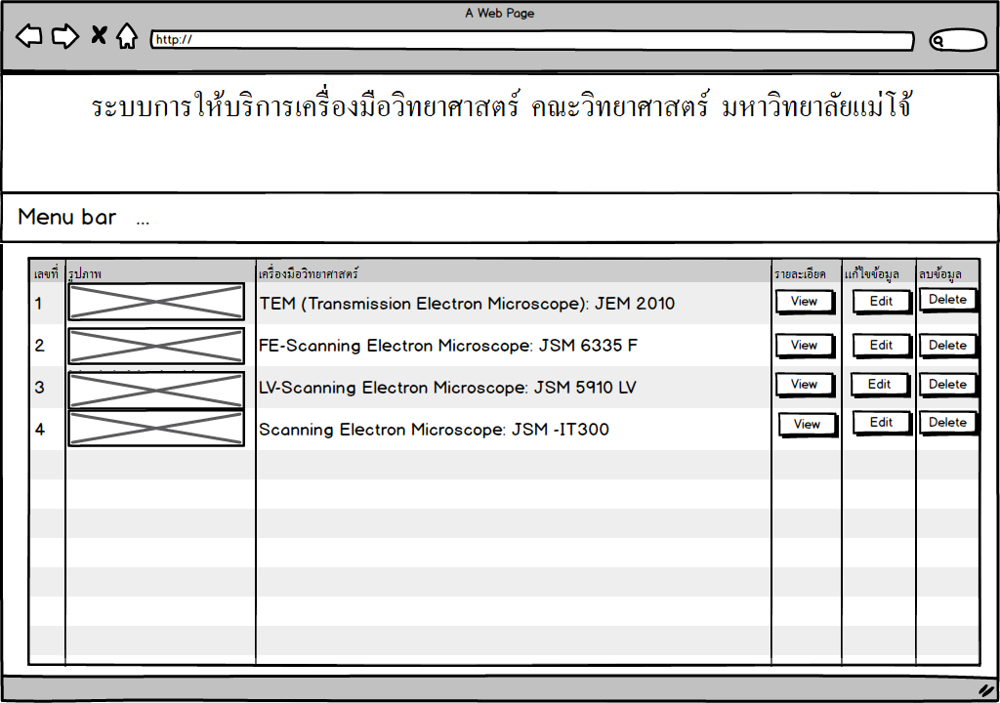 A Web Page
http://
ระบบการให้บริการเครื่องมือวิทยาศาสตร์ คณะวิทยาศาสตร์ มหาวิทยาลัยแม่โจ้
Menu bar ...
เลขที่ รูปภาพ เครื่องมือวิทยาศาสตร์ รายละเอียด แก้ไขข้อมูล ลบข้อมูล
1 TEM (Transmission Electron Microscope): JEM 2010 View Edit Delete
2 FE-Scanning Electron Microscope: JSM 6335 F View Edit Delete
3 LV-Scanning Electron Microscope: JSM 5910 LV View Edit Delete
4 Scanning Electron Microscope: JSM -IT300 View Edit Delete